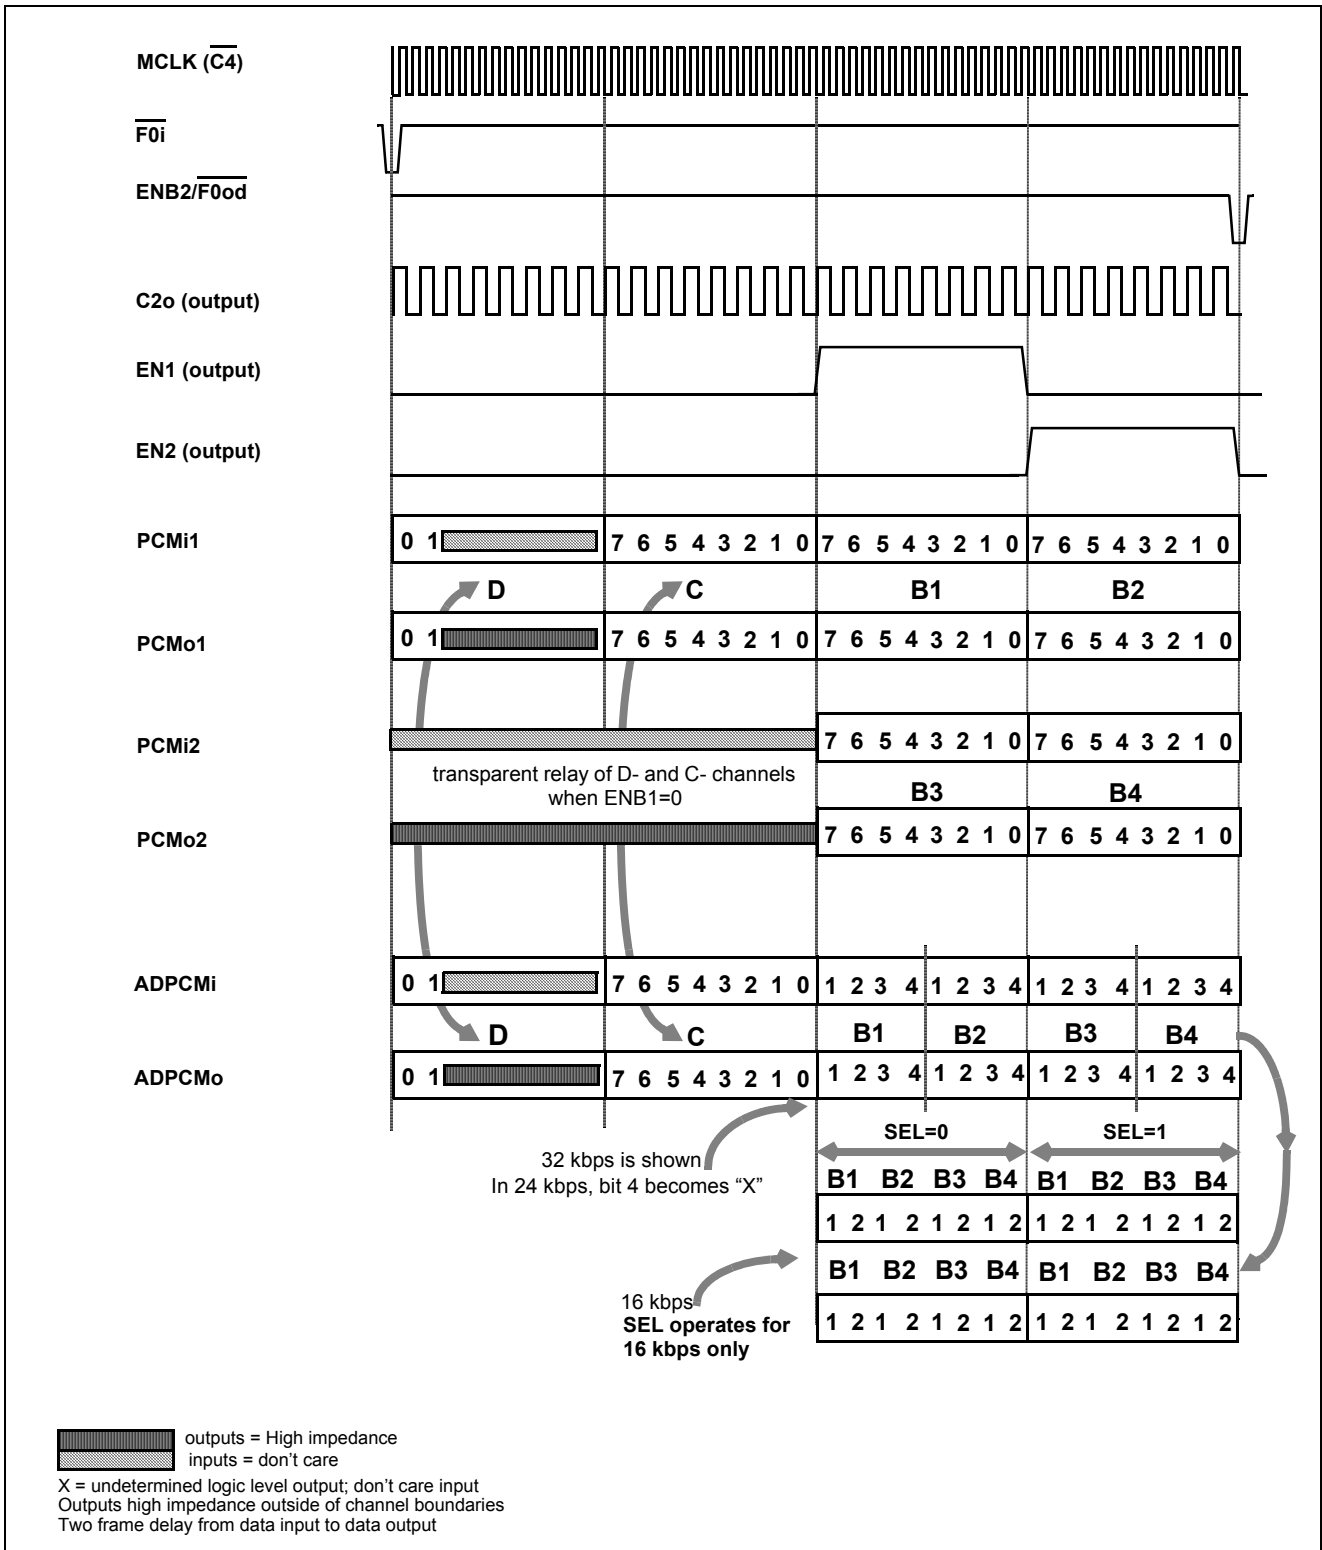 MCLK (C4)
F0i
ENB2/F0od
C2o (output)
EN1 (output)
EN2 (output)
PCMi1
0 1 7 6 5 4 3 2 1 0 7 6 5 4 3 2 1 0 7 6 5 4 3 2 1 0
D C B1 B2
PCMo1
0 1 7 6 5 4 3 2 1 0 7 6 5 4 3 2 1 0 7 6 5 4 3 2 1 0
PCMi2
7 6 5 4 3 2 1 0 7 6 5 4 3 2 1 0
transparent relay of D- and C- channels
when ENB1=0
B3 B4
PCMo2
7 6 5 4 3 2 1 0 7 6 5 4 3 2 1 0
ADPCMi
0 1 7 6 5 4 3 2 1 0 1 2 3 4 1 2 3 4 1 2 3 4 1 2 3 4
D C B1 B2 B3 B4
ADPCMo
0 1 7 6 5 4 3 2 1 0 1 2 3 4 1 2 3 4 1 2 3 4 1 2 3 4
SEL=0 SEL=1
32 kbps is shown
In 24 kbps, bit 4 becomes “X”
B1 B2 B3 B4 B1 B2 B3 B4
1 2 1 2 1 2 1 2 1 2 1 2 1 2 1 2
B1 B2 B3 B4 B1 B2 B3 B4
16 kbps
SEL operates for
16 kbps only
1 2 1 2 1 2 1 2 1 2 1 2 1 2 1 2
outputs = High impedance
inputs = don’t care
X = undetermined logic level output; don’t care input
Outputs high impedance outside of channel boundaries
Two frame delay from data input to data output